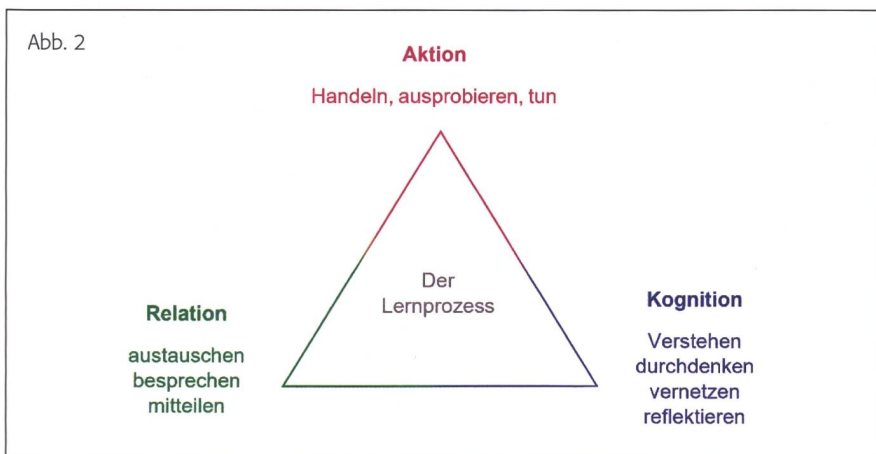 Abb. 2
Aktion
Handeln, ausprobieren, tun
Der
Lernprozess
Relation
austauschen
besprechen
mitteilen
Kognition
Verstehen
durchdenken
vernetzen
reflektieren